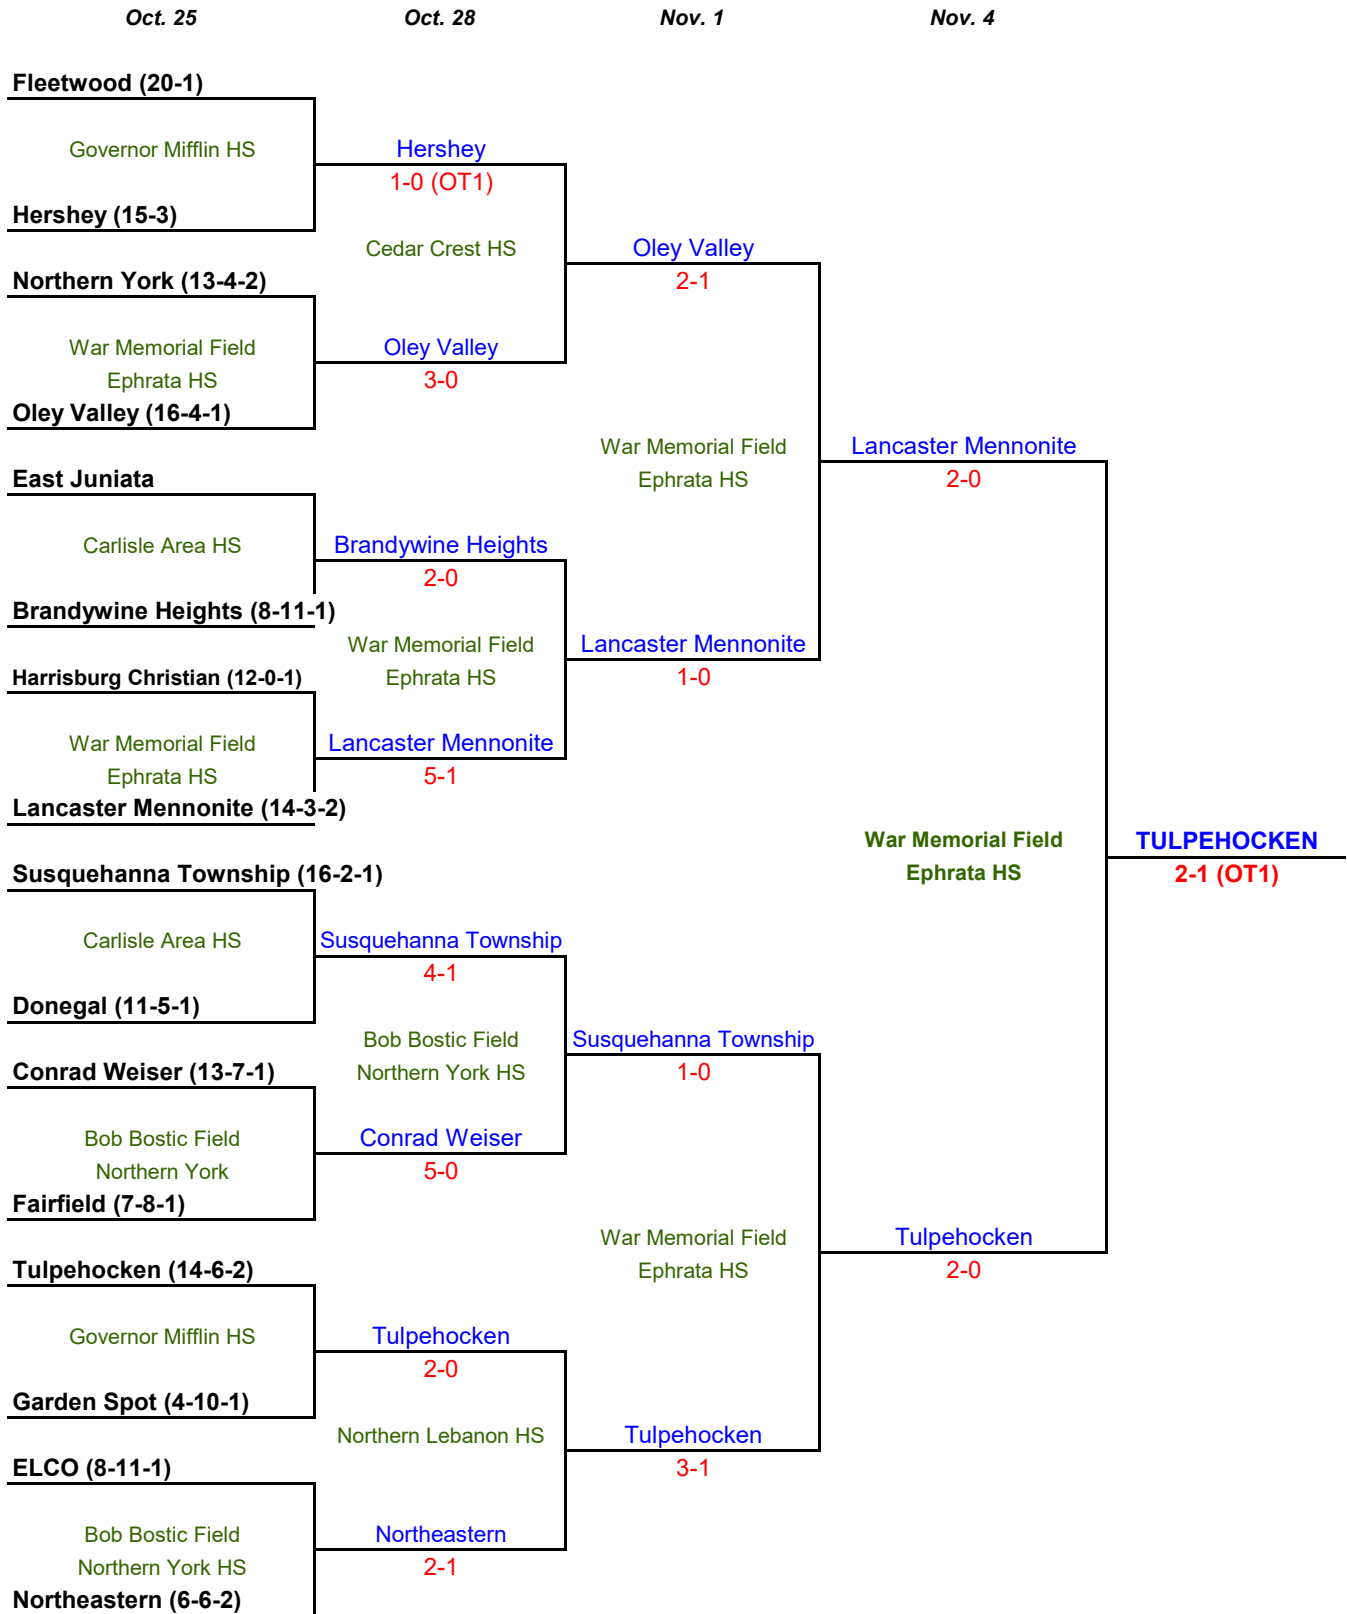 Oct. 25 Oct. 28 Nov. 1 Nov. 4
Fleetwood (20-1)
Governor Mifflin HS
Hershey
1-0 (OT1)
Hershey (15-3)
Cedar Crest HS
Oley Valley
2-1
Northern York (13-4-2)
War Memorial Field
Ephrata HS
Oley Valley
3-0
Oley Valley (16-4-1)
War Memorial Field
Ephrata HS
Lancaster Mennonite
2-0
East Juniata
Carlisle Area HS
Brandywine Heights
2-0
Brandywine Heights (8-11-1)
War Memorial Field
Ephrata HS
Lancaster Mennonite
1-0
Harrisburg Christian (12-0-1)
War Memorial Field
Ephrata HS
Lancaster Mennonite
5-1
Lancaster Mennonite (14-3-2)
War Memorial Field
Ephrata HS
TULPEHOCKEN
2-1 (OT1)
Susquehanna Township (16-2-1)
Carlisle Area HS
Susquehanna Township
4-1
Donegal (11-5-1)
Bob Bostic Field
Northern York HS
Susquehanna Township
1-0
Conrad Weiser (13-7-1)
Bob Bostic Field
Northern York
Conrad Weiser
5-0
Fairfield (7-8-1)
War Memorial Field
Ephrata HS
Tulpehocken
2-0
Tulpehocken (14-6-2)
Governor Mifflin HS
Tulpehocken
2-0
Garden Spot (4-10-1)
Northern Lebanon HS
Tulpehocken
3-1
ELCO (8-11-1)
Bob Bostic Field
Northern York HS
Northeastern
2-1
Northeastern (6-6-2)